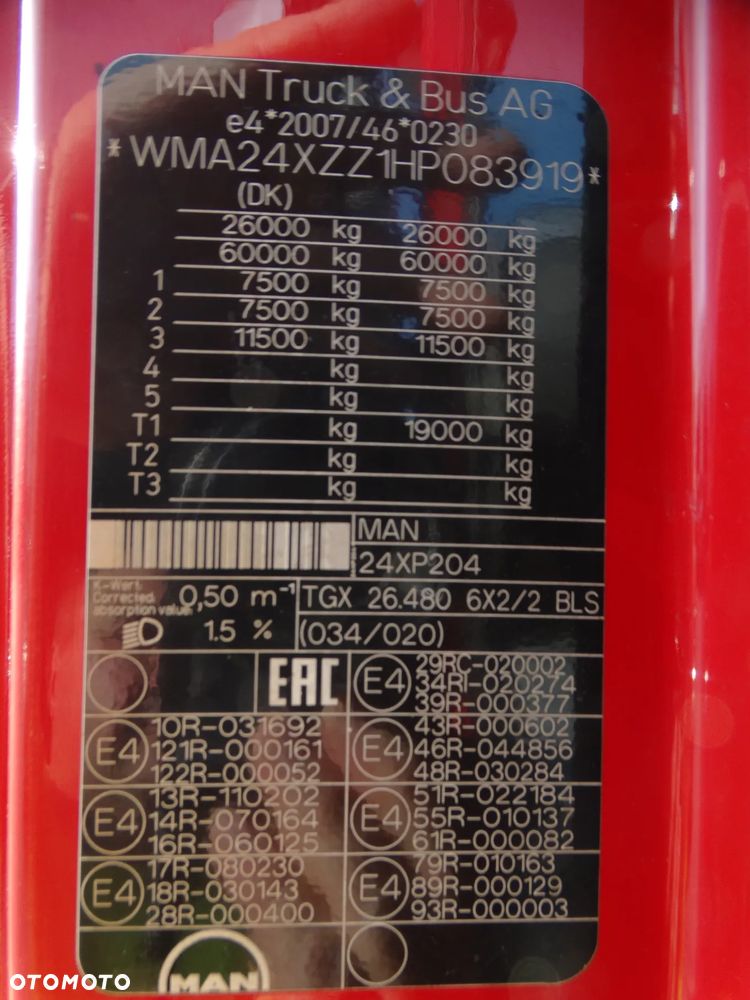 MAN Truck & Bus AG
e4*2007/46*0230
*WMA24XZZ1HP083919*
(DK)
26000 kg 26000 kg
60000 kg 60000 kg
1 7500 kg 7500 kg
2 7500 kg 7500 kg
3 11500 kg 11500 kg
4 kg kg
5 kg kg
T1 kg 19000 kg
T2 kg kg
T3 kg kg
MAN
24XP204
K-Wert:
Corrected
absorption value:
0,50 m⁻¹
TGX 26.480 6X2/2 BLS
1.5 %
(034/020)
EAC
E4
29RC-020002
34RI-020274
39R-000377
E4
10R-031692
121R-000161
122R-000052
E4
43R-000602
46R-044856
48R-030284
E4
13R-110202
14R-070164
16R-060125
E4
51R-022184
55R-010137
61R-000082
E4
17R-080230
18R-030143
28R-000400
E4
79R-010163
89R-000129
93R-000003
MAN
OTOMOTO